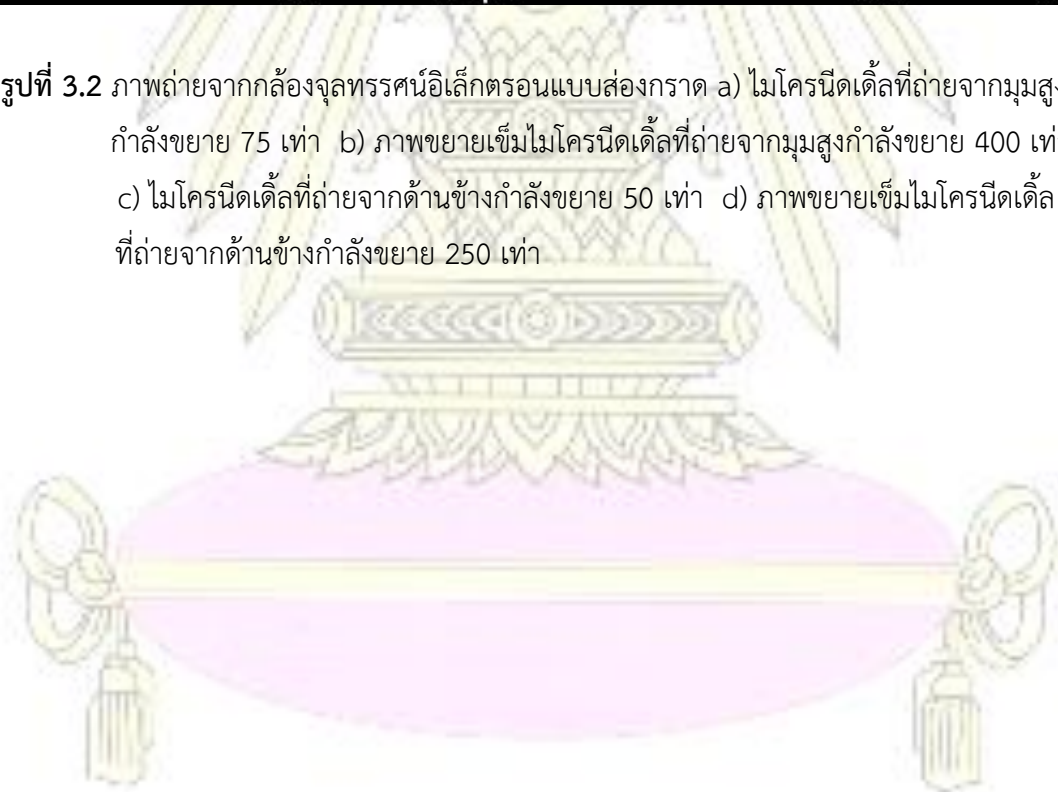 รูปที่ 3.2 ภาพถ่ายจากกล้องจุลทรรศน์อิเล็กตรอนแบบส่องกราด a) ไมโครนีดเดิ้ลที่ถ่ายจากมุมสูง
กำลังขยาย 75 เท่า b) ภาพขยายเข็มไมโครนีดเดิ้ลที่ถ่ายจากมุมสูงกำลังขยาย 400 เท่
c) ไมโครนีดเดิ้ลที่ถ่ายจากด้านข้างกำลังขยาย 50 เท่า d) ภาพขยายเข็มไมโครนีดเดิ้ล
ที่ถ่ายจากด้านข้างกำลังขยาย 250 เท่า